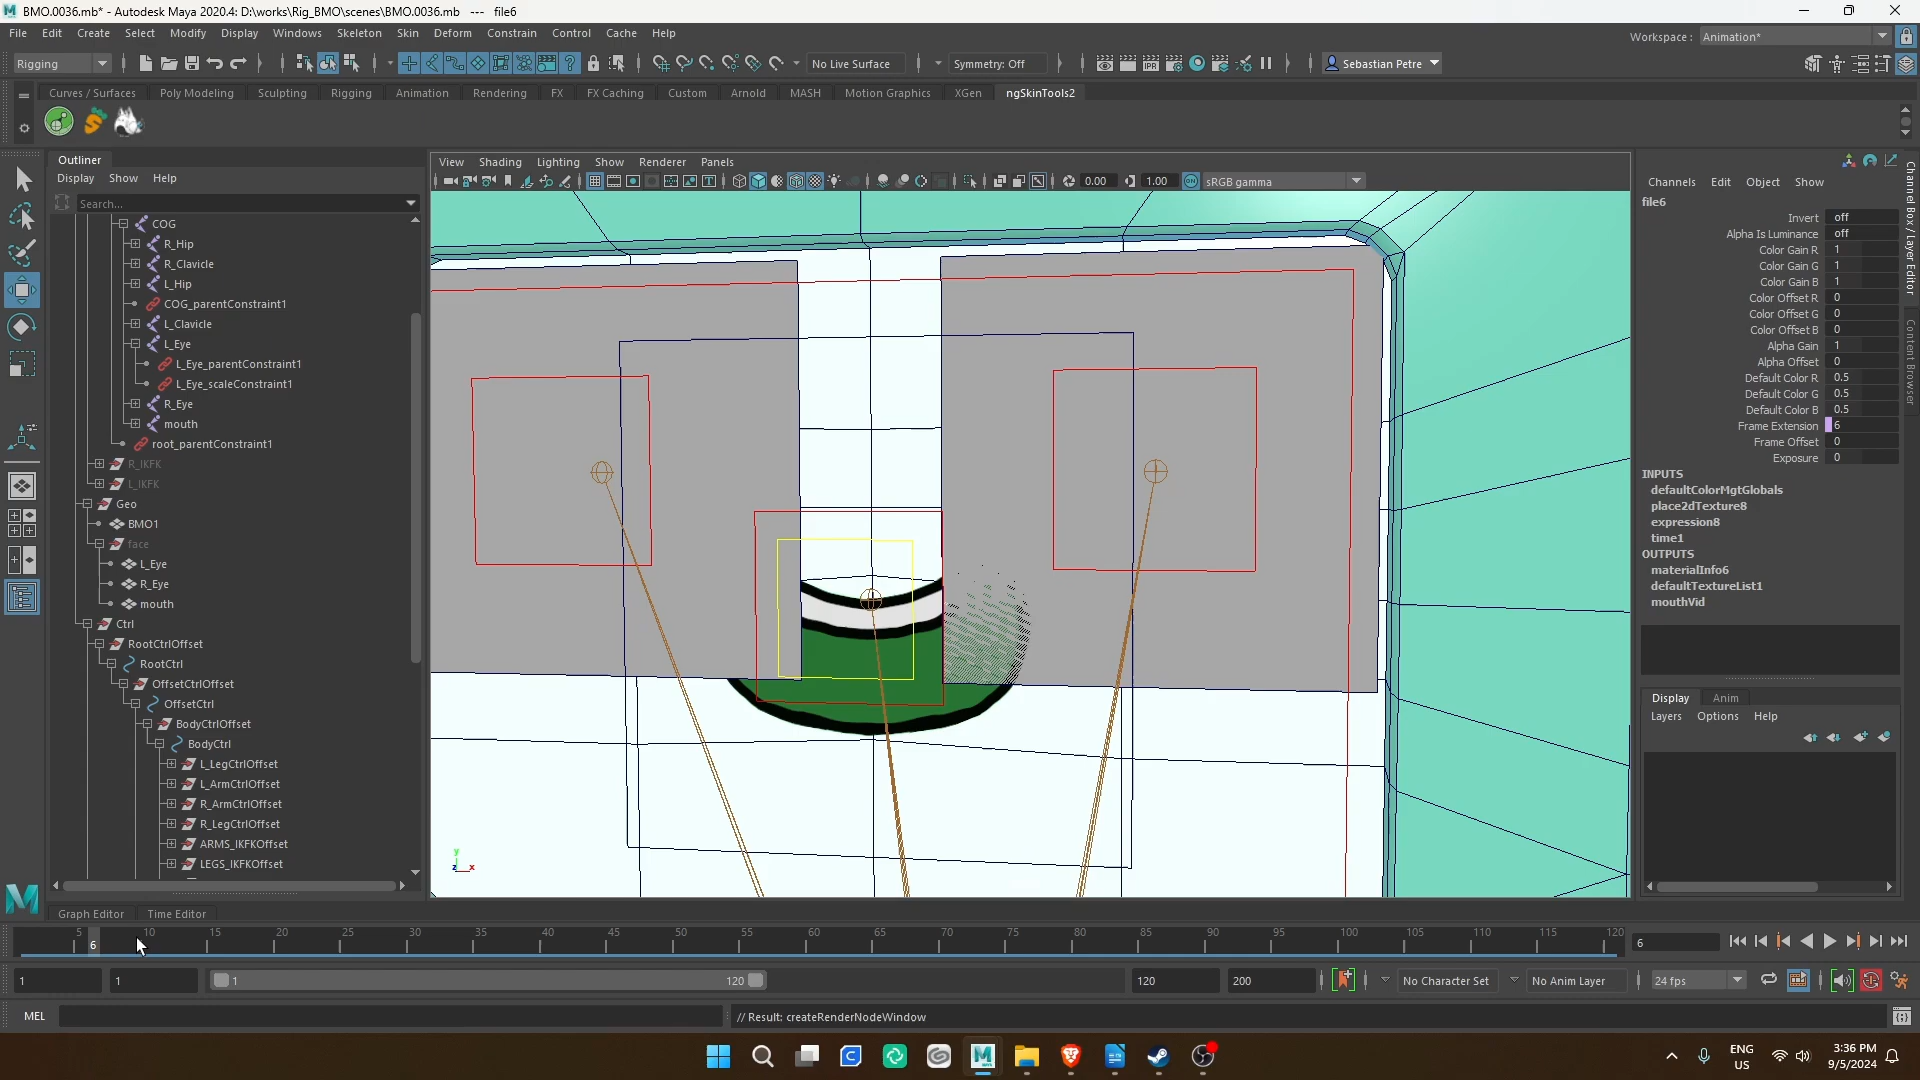 BMO.0036.mb* - Autodesk Maya 2020.4: D:\works\Rig_BMO\scenes\BMO.0036.mb --- file6
File Edit Create Select Modify Display Windows Skeleton Skin Deform Constrain Control Cache Help
Workspace : Animation*
Rigging
No Live Surface
Symmetry: Off
Sebastian Petre
Curves / Surfaces Poly Modeling Sculpting Rigging Animation Rendering FX FX Caching Custom Arnold MASH Motion Graphics XGen ngSkinTools2
Outliner
Display Show Help
Search...
COG
R_Hip
R_Clavicle
L_Hip
COG_parentConstraint1
L_Clavicle
L_Eye
L_Eye_parentConstraint1
L_Eye_scaleConstraint1
R_Eye
mouth
root_parentConstraint1
R_IKFK
L_IKFK
Geo
BMO1
face
L_Eye
R_Eye
mouth
Ctrl
RootCtrlOffset
RootCtrl
OffsetCtrlOffset
OffsetCtrl
BodyCtrlOffset
BodyCtrl
L_LegCtrlOffset
L_ArmCtrlOffset
R_ArmCtrlOffset
R_LegCtrlOffset
ARMS_IKFKOffset
LEGS_IKFKOffset
View Shading Lighting Show Renderer Panels
0.00
1.00
ON
sRGB gamma
y
z x
Channels Edit Object Show
file6
Invert off
Alpha Is Luminance off
Color Gain R 1
Color Gain G 1
Color Gain B 1
Color Offset R 0
Color Offset G 0
Color Offset B 0
Alpha Gain 1
Alpha Offset 0
Default Color R 0.5
Default Color G 0.5
Default Color B 0.5
Frame Extension 6
Frame Offset 0
Exposure 0
INPUTS
defaultColorMgtGlobals
place2dTexture8
expression8
time1
OUTPUTS
materialInfo6
defaultTextureList1
mouthVid
Display Anim
Layers Options Help
Channel Box / Layer Editor
Content Browser
Graph Editor Time Editor
5 10 15 20 25 30 35 40 45 50 55 60 65 70 75 80 85 90 95 100 105 110 115 120
6
6
1
1
1
120
120
200
No Character Set
No Anim Layer
24 fps
MEL
// Result: createRenderNodeWindow
IPR
M
ENG
US
3:36 PM
9/5/2024